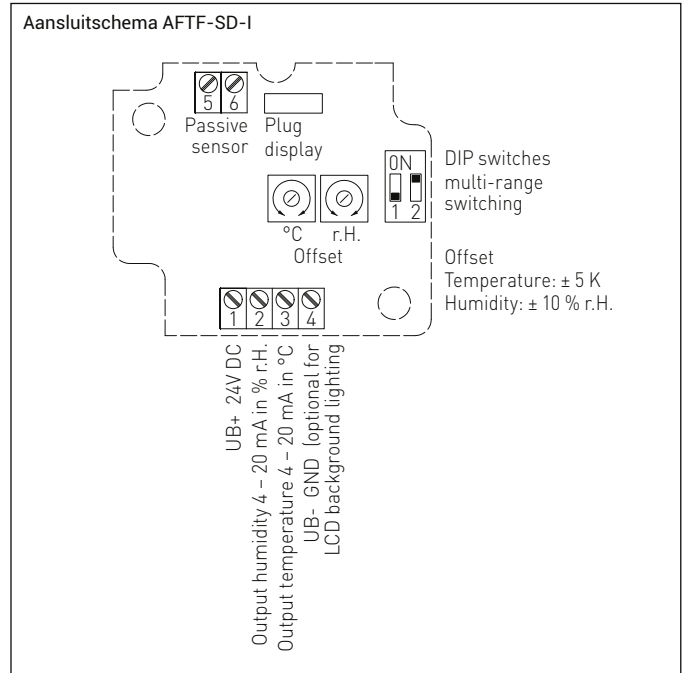 Aansluitschema AFTF-SD-I
5 6
Passive
sensor
Plug
display
ON
1 2
DIP switches
multi-range
switching
°C r.H.
Offset
Offset
Temperature: ± 5 K
Humidity: ± 10 % r.H.
1 2 3 4
UB+ 24V DC
Output humidity 4 – 20 mA in % r.H.
Output temperature 4 – 20 mA in °C
UB- GND (optional for
LCD background lighting